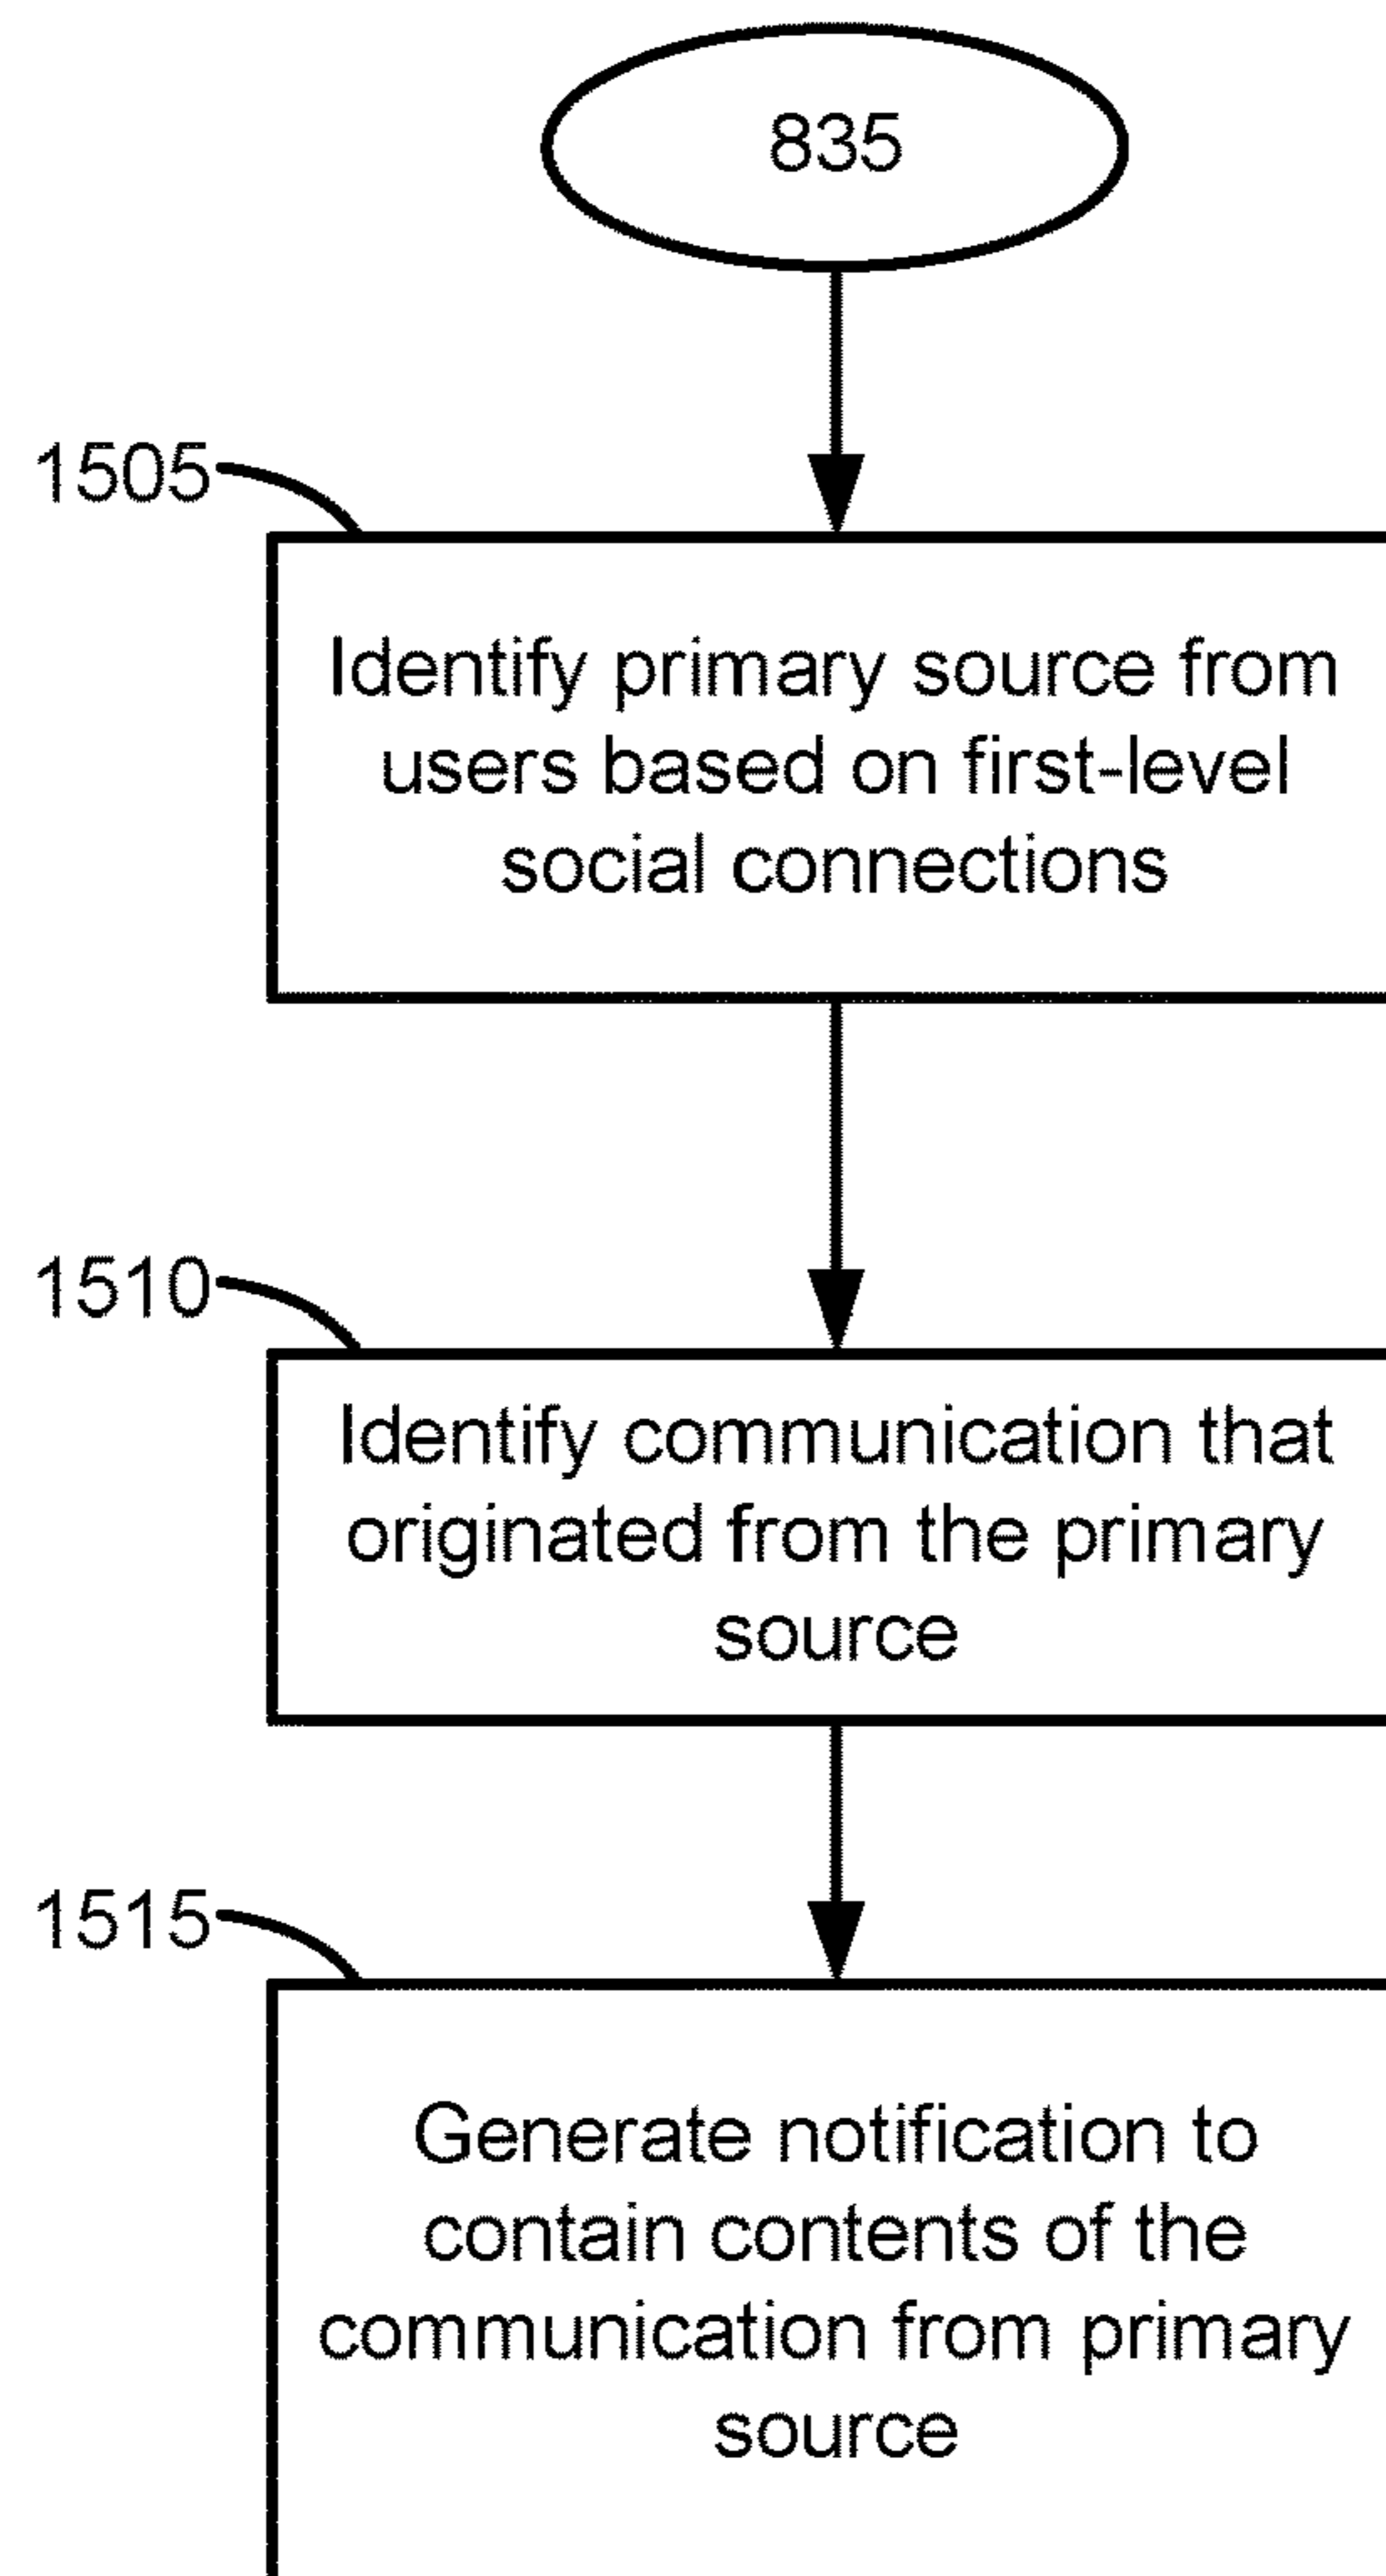 835
1505
Identify primary source from
users based on first-level
social connections
1510
Identify communication that
originated from the primary
source
1515
Generate notification to
contain contents of the
communication from primary
source